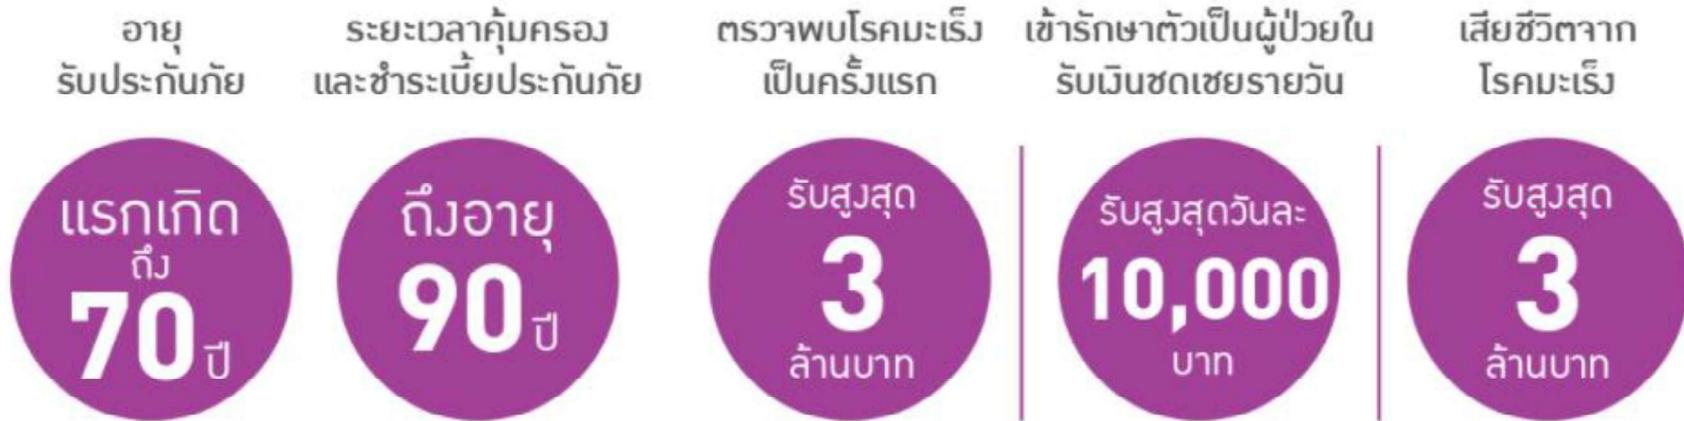 อายุ
รับประกันภัย
แรกเกิด
ถึง
70 ปี
ระยะเวลาคุ้มครอง
และชำระเบี้ยประกันภัย
ถึงอายุ
90 ปี
ตรวจพบโรคมะเร็ง
เป็นครั้งแรก
รับสูงสุด
3
ล้านบาท
เข้ารักษาตัวเป็นผู้ป่วยใน
รับเงินชดเชยรายวัน
รับสูงสุดวันละ
10,000
บาท
เสียชีวิตจาก
โรคมะเร็ง
รับสูงสุด
3
ล้านบาท